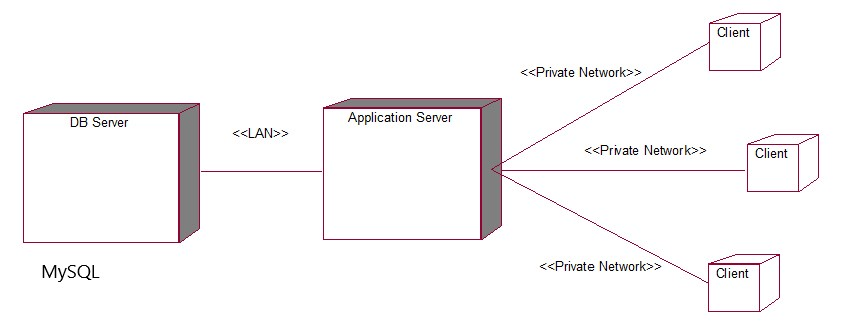 Client
<<Private Network>>
DB Server
Application Server
<<LAN>>
<<Private Network>>
Client
<<Private Network>>
Client
MySQL